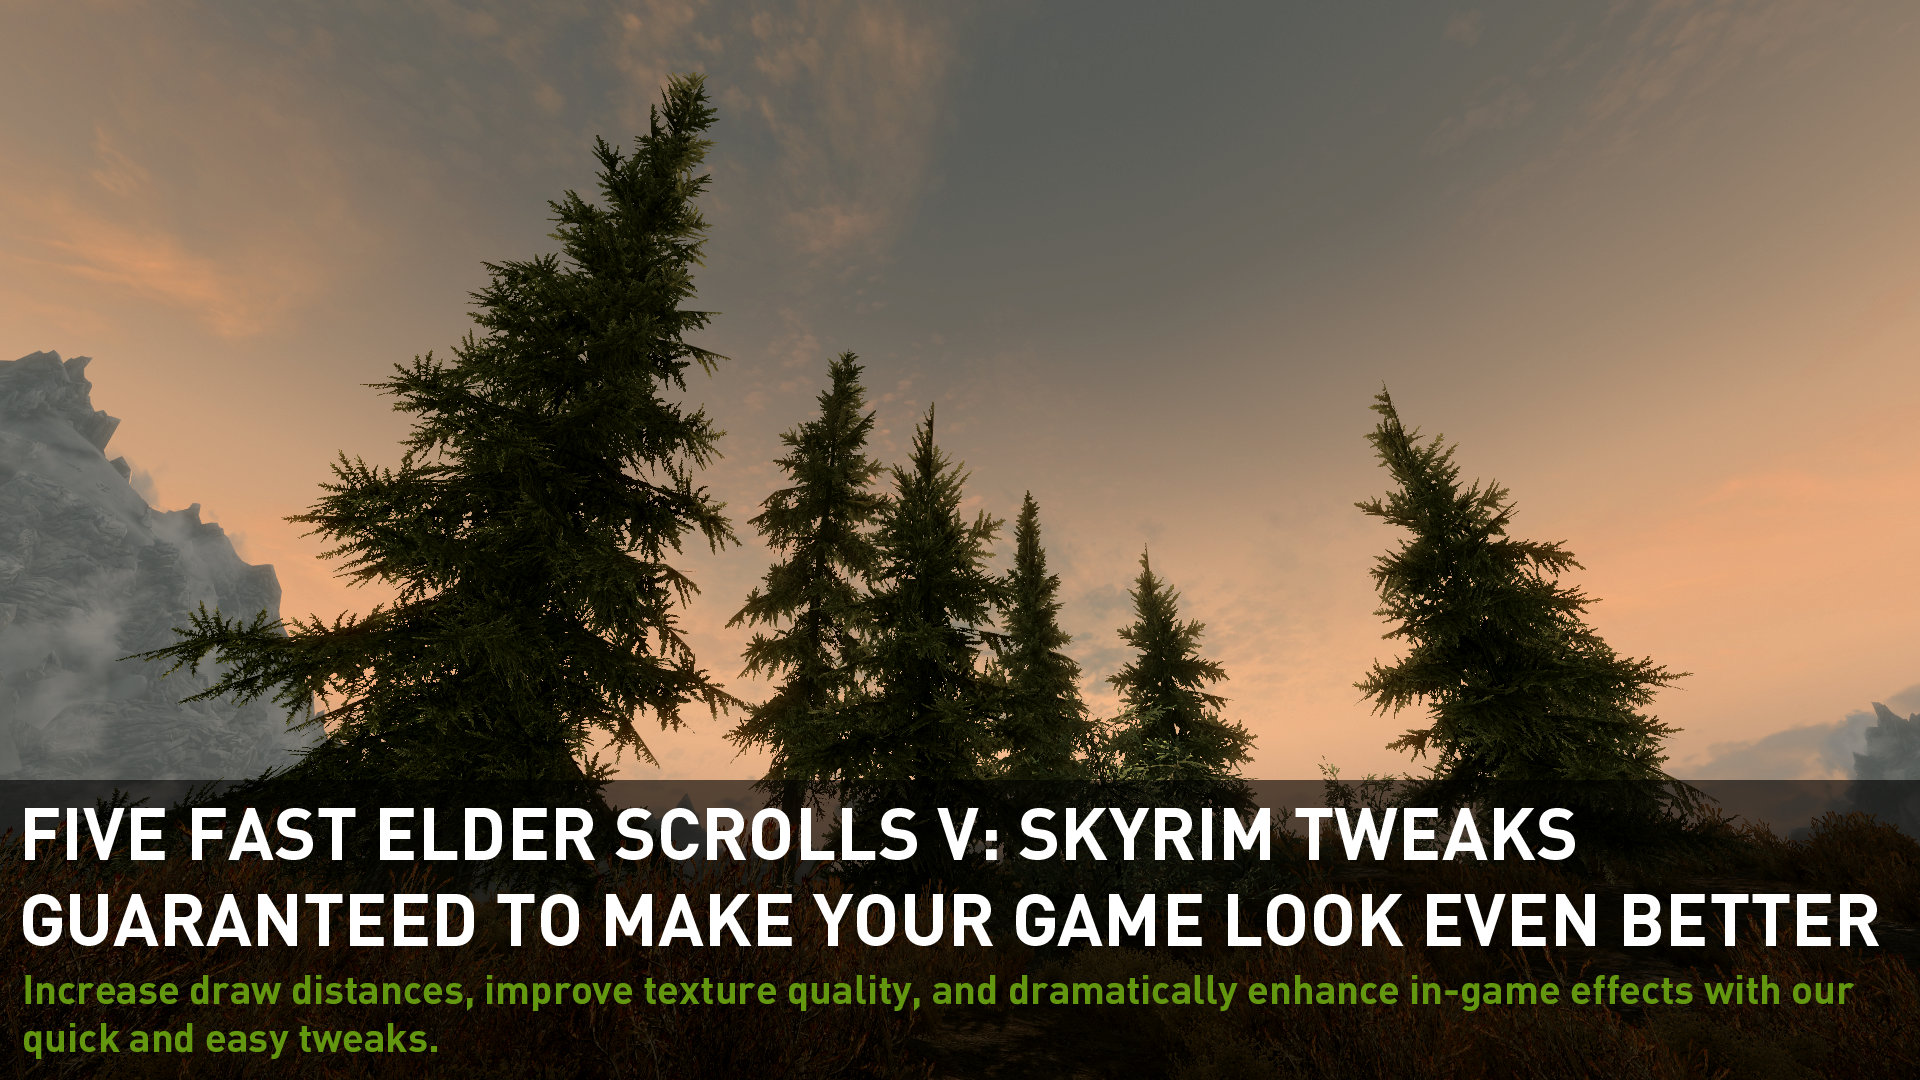 FIVE FAST ELDER SCROLLS V: SKYRIM TWEAKS
GUARANTEED TO MAKE YOUR GAME LOOK EVEN BETTER
Increase draw distances, improve texture quality, and dramatically enhance in-game effects with our
quick and easy tweaks.